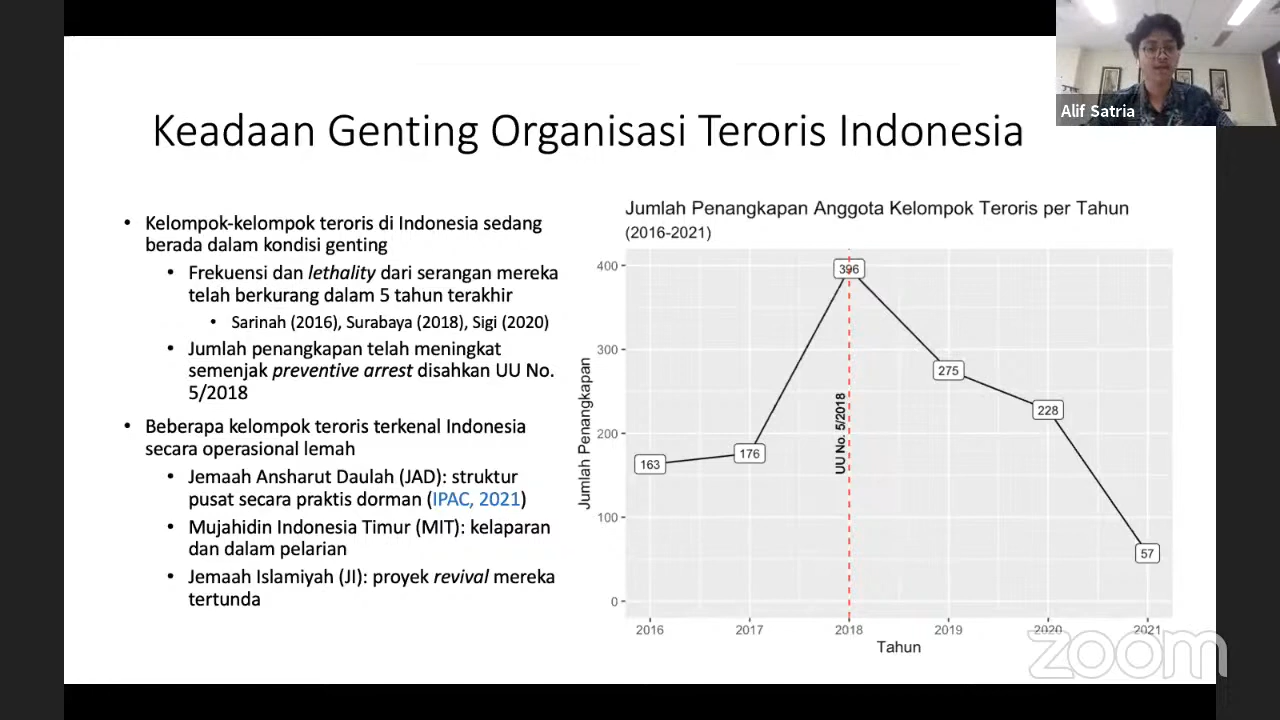 Alif Satria
Keadaan Genting Organisasi Teroris Indonesia
• Kelompok-kelompok teroris di Indonesia sedang
berada dalam kondisi genting
• Frekuensi dan lethality dari serangan mereka
telah berkurang dalam 5 tahun terakhir
• Sarinah (2016), Surabaya (2018), Sigi (2020)
• Jumlah penangkapan telah meningkat
semenjak preventive arrest disahkan UU No.
5/2018
• Beberapa kelompok teroris terkenal Indonesia
secara operasional lemah
• Jemaah Ansharut Daulah (JAD): struktur
pusat secara praktis dorman (IPAC, 2021)
• Mujahidin Indonesia Timur (MIT): kelaparan
dan dalam pelarian
• Jemaah Islamiyah (JI): proyek revival mereka
tertunda
Jumlah Penangkapan Anggota Kelompok Teroris per Tahun
(2016-2021)
Jumlah Penangkapan
400
300
200
100
0
163
176
396
275
228
57
UU No. 5/2018
2016
2017
2018
2019
2020
2021
Tahun
zoom